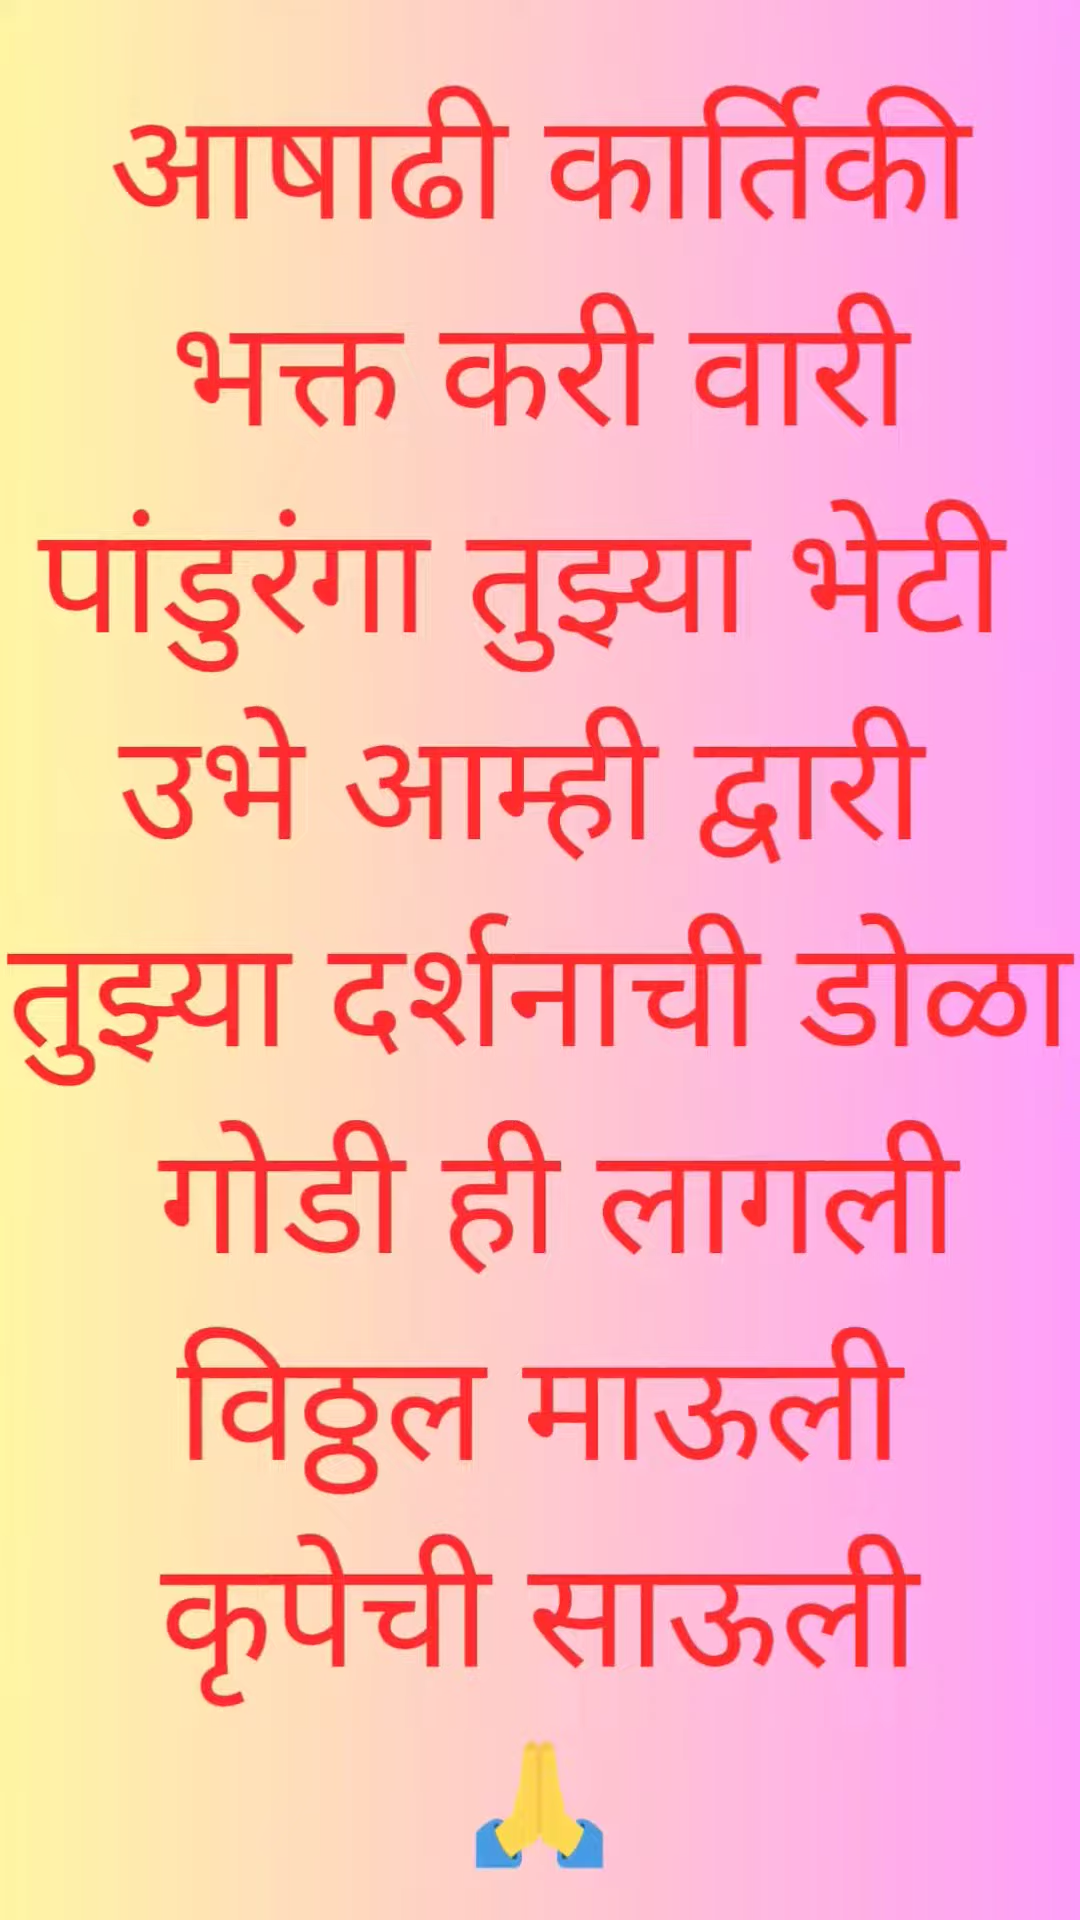 आषाढी कार्तिकी
भक्त करी वारी
पांडुरंगा तुझ्या भेटी
उभे आम्ही द्वारी
तुझ्या दर्शनाची डोळा
गोडी ही लागली
विठ्ठल माऊली
कृपेची साऊली
🙏